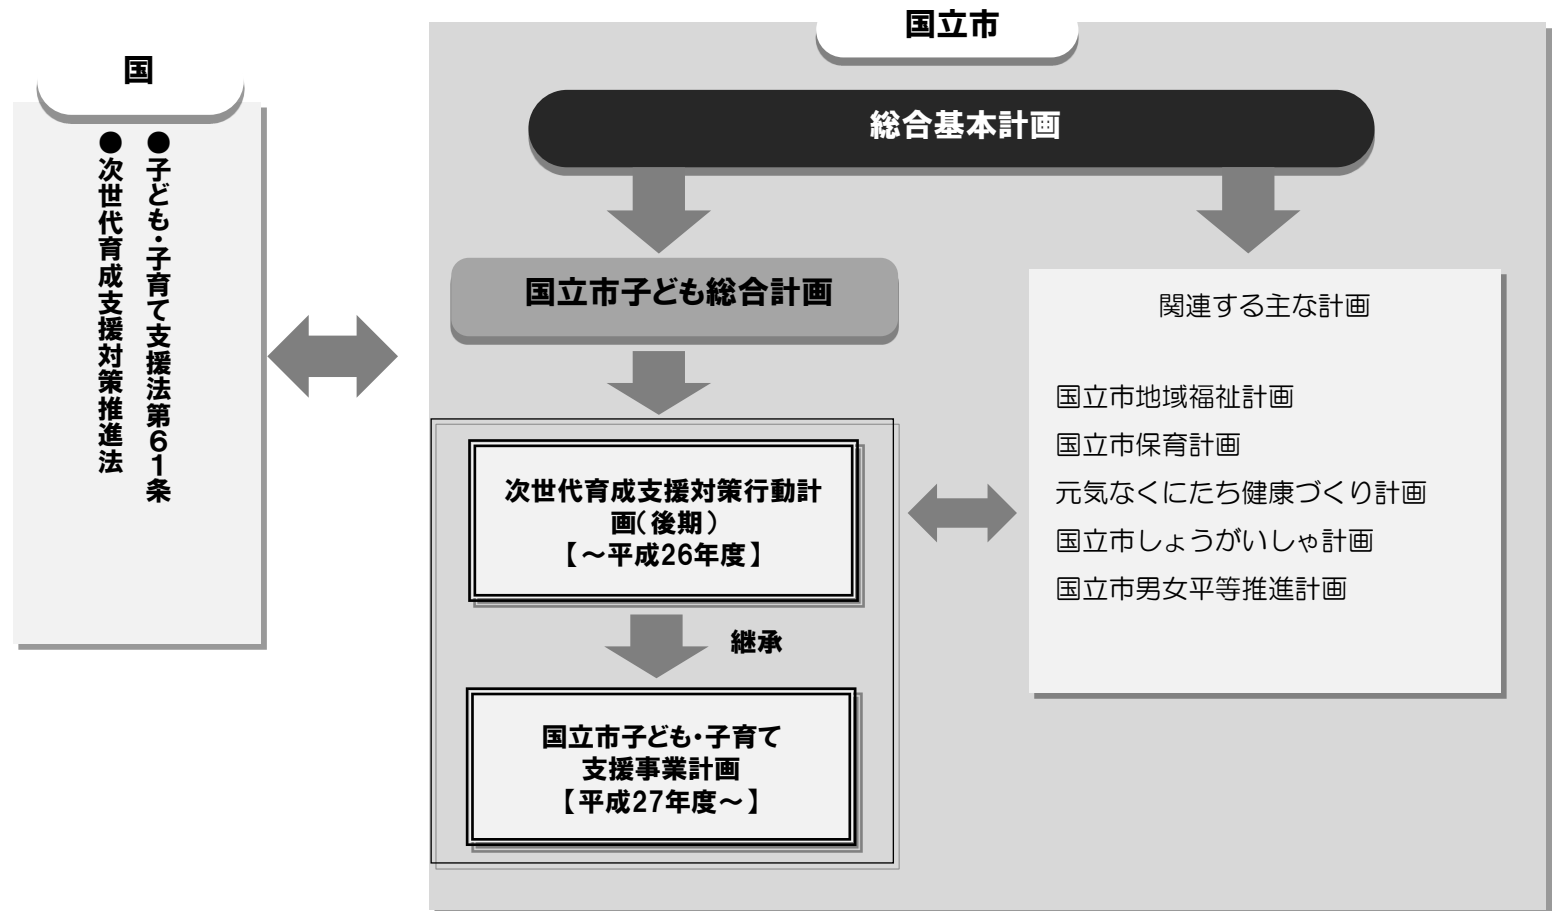 国
●子ども・子育て支援法第61条
●次世代育成支援対策推進法
国立市
総合基本計画
国立市子ども総合計画
次世代育成支援対策行動計
画(後期)
【～平成26年度】
継承
国立市子ども・子育て
支援事業計画
【平成27年度～】
関連する主な計画
国立市地域福祉計画
国立市保育計画
元気なくにたち健康づくり計画
国立市しょうがいしゃ計画
国立市男女平等推進計画